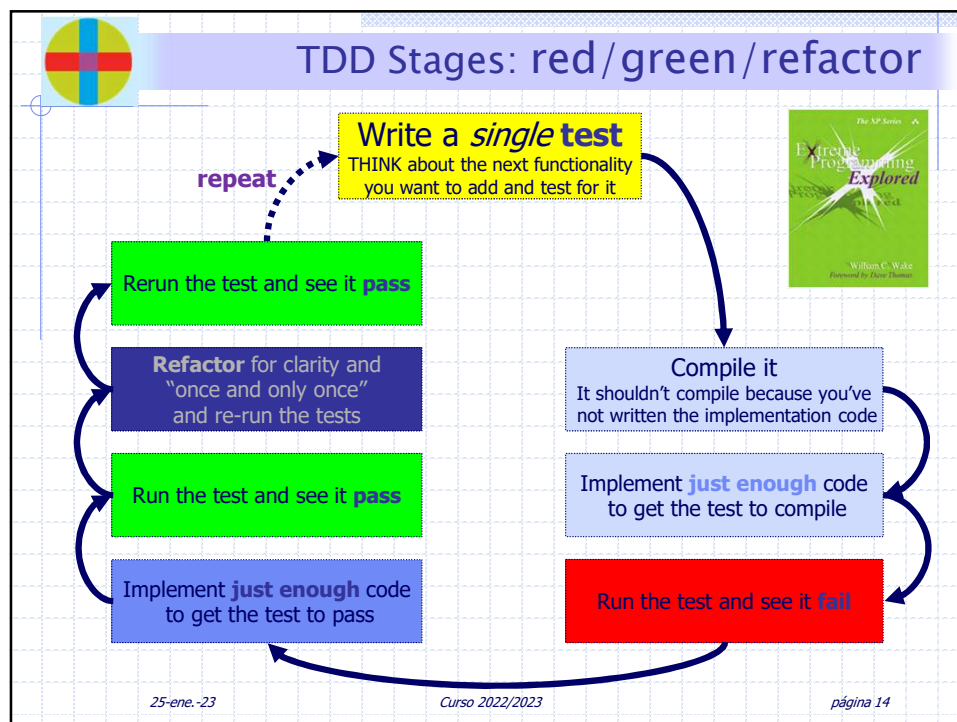 TDD Stages: red/green/refactor
Write a single test
THINK about the next functionality
you want to add and test for it
The XP Series
Extreme
Programming
Explored
William C. Wake
Foreword by Dave Thomas
repeat
Rerun the test and see it pass
Refactor for clarity and
“once and only once”
and re-run the tests
Run the test and see it pass
Implement just enough code
to get the test to pass
Compile it
It shouldn’t compile because you’ve
not written the implementation code
Implement just enough code
to get the test to compile
Run the test and see it fail
25-ene.-23
Curso 2022/2023
página 14